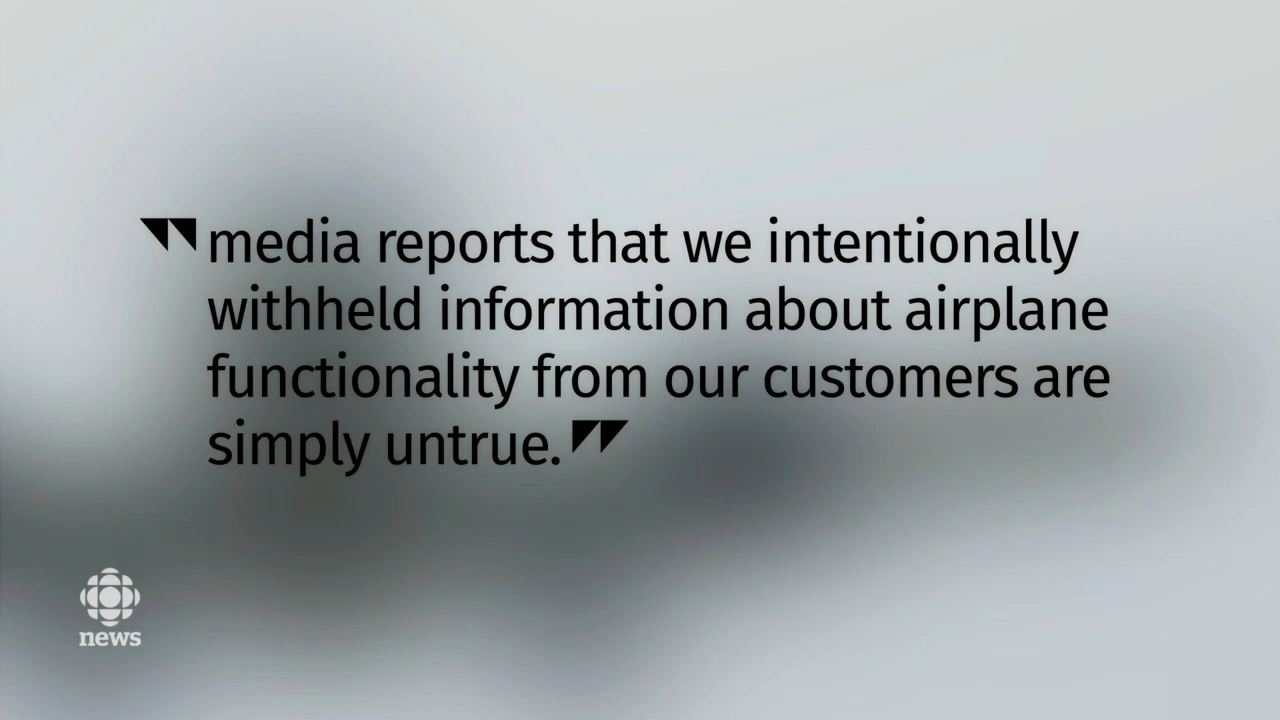 "media reports that we intentionally
withheld information about airplane
functionality from our customers are
simply untrue."
news